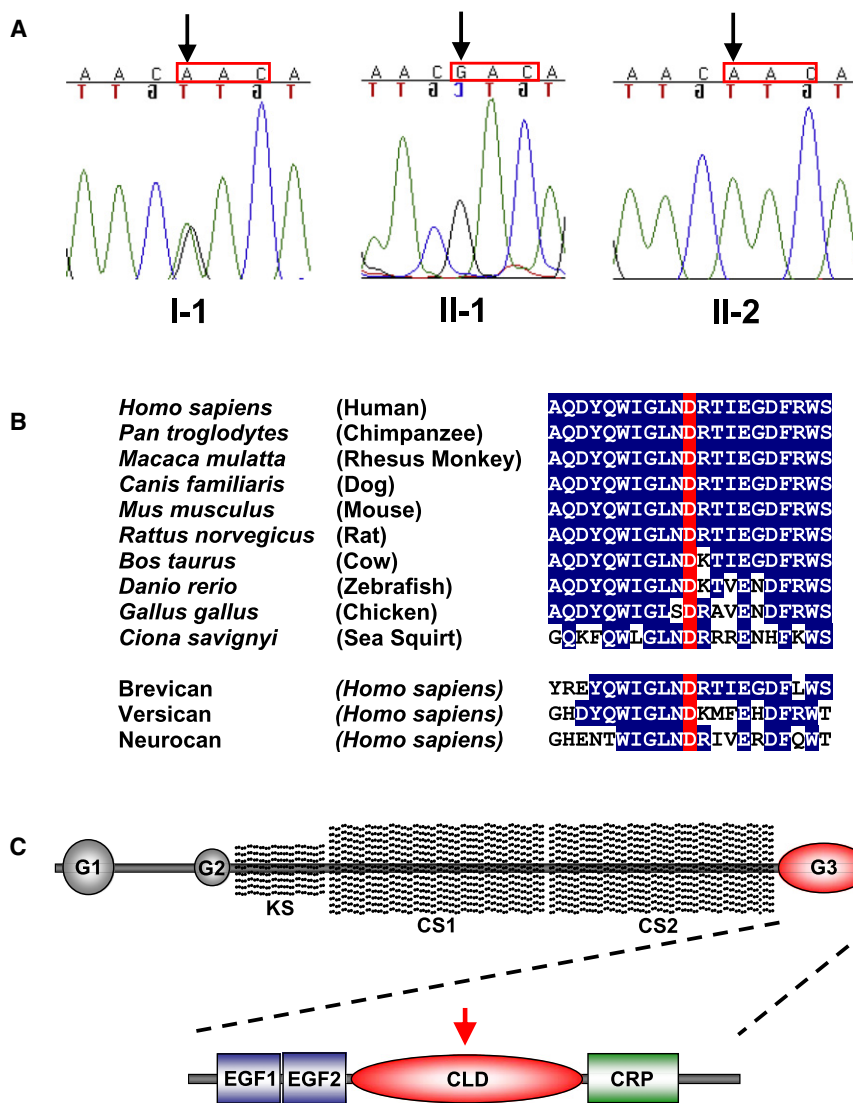 A
A A C A A C A
T T G T T G T
I-1
A A C G A C A
T T G C T G T
II-1
A A C A A C A
T T G T T G T
II-2
B
Homo sapiens (Human) AQDYQWIGLNDRTIEGDFRWS
Pan troglodytes (Chimpanzee) AQDYQWIGLNDRTIEGDFRWS
Macaca mulatta (Rhesus Monkey) AQDYQWIGLNDRTIEGDFRWS
Canis familiaris (Dog) AQDYQWIGLNDRTIEGDFRWS
Mus musculus (Mouse) AQDYQWIGLNDRTIEGDFRWS
Rattus norvegicus (Rat) AQDYQWIGLNDRTIEGDFRWS
Bos taurus (Cow) AQDYQWIGLNDKTIEGDFRWS
Danio rerio (Zebrafish) AQDYQWIGLNDKTVENDFRWS
Gallus gallus (Chicken) AQDYQWIGLSDRAVENDFRWS
Ciona savignyi (Sea Squirt) GQKFQWLGLNDRRRENHFKWS
Brevican (Homo sapiens) YREYQWIGLNDRTIEGDFLWS
Versican (Homo sapiens) GHDYQWIGLNDKMFEHDFRWT
Neurocan (Homo sapiens) GHENTWIGLNDRIVERDFQWT
C
G1 G2 G3
KS CS1 CS2
EGF1 EGF2 CLD CRP